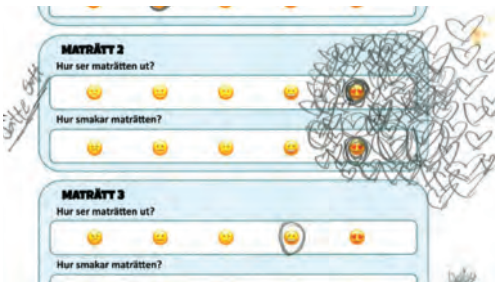 MATRÄTT 2
Hur ser maträtten ut?
Hur smakar maträtten?
MATRÄTT 3
Hur ser maträtten ut?
Hur smakar maträtten?